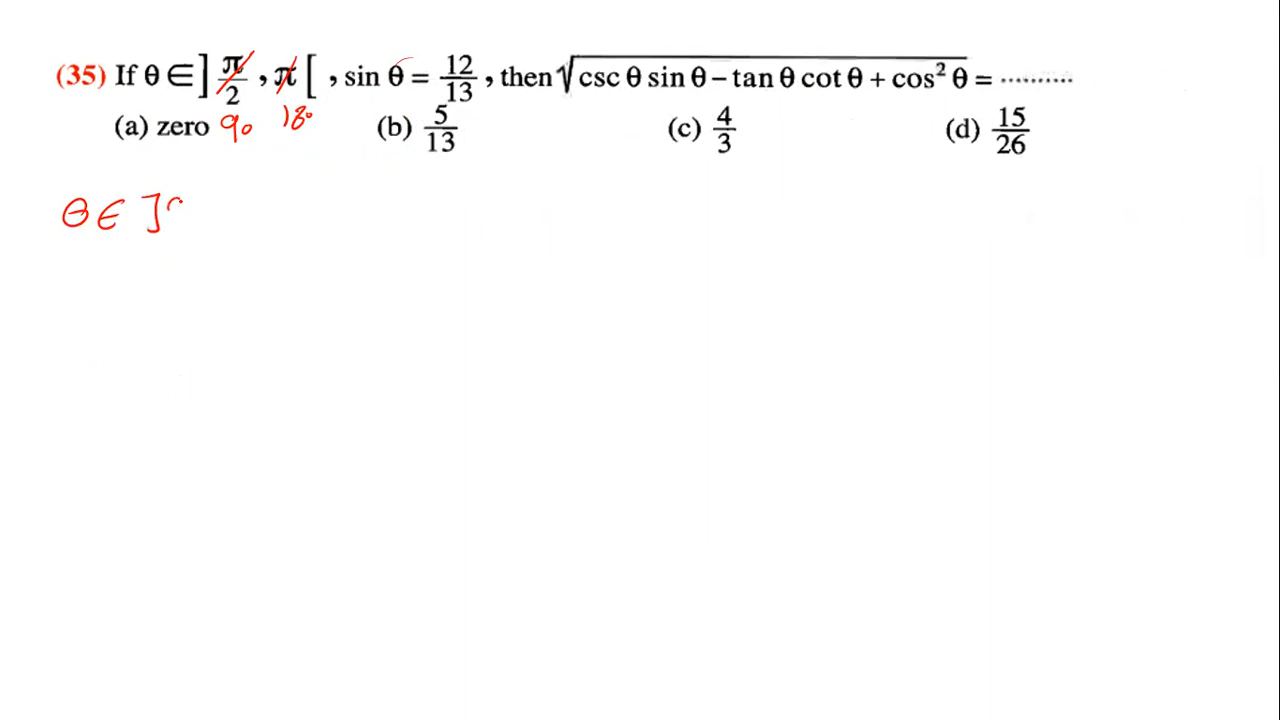 (35) If θ ∈ ] π/2 , π [ , sin θ = 12/13 , then √(csc θ sin θ – tan θ cot θ + cos² θ) = ..........
(a) zero 90 180 (b) 5/13 (c) 4/3 (d) 15/26
θ ∈ ]